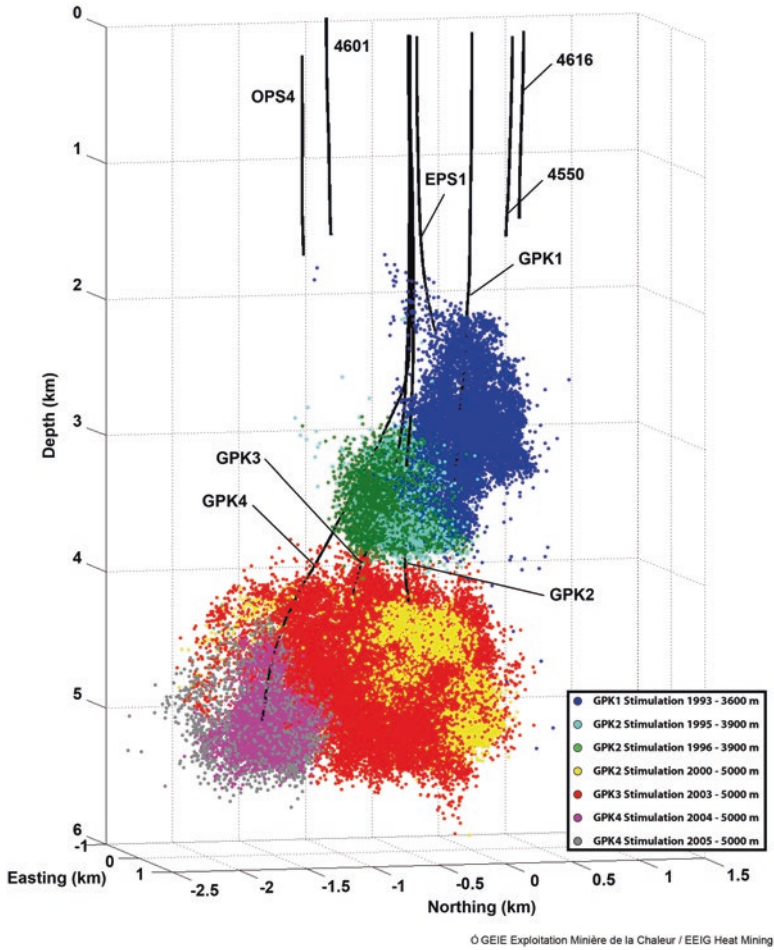 0
4601
4616
OPS4
1
EPS1
4550
GPK1
2
Depth (km)
3
GPK3
GPK4
4
GPK2
5
GPK1 Stimulation 1993 - 3600 m
GPK2 Stimulation 1995 - 3900 m
GPK2 Stimulation 1996 - 3900 m
GPK2 Stimulation 2000 - 5000 m
GPK3 Stimulation 2003 - 5000 m
GPK4 Stimulation 2004 - 5000 m
GPK4 Stimulation 2005 - 5000 m
6
-1
0
1
Easting (km)
-2.5
-2
-1.5
-1
-0.5
0
0.5
1
1.5
Northing (km)
Ó GEIE Exploitation Minière de la Chaleur / EEIG Heat Mining